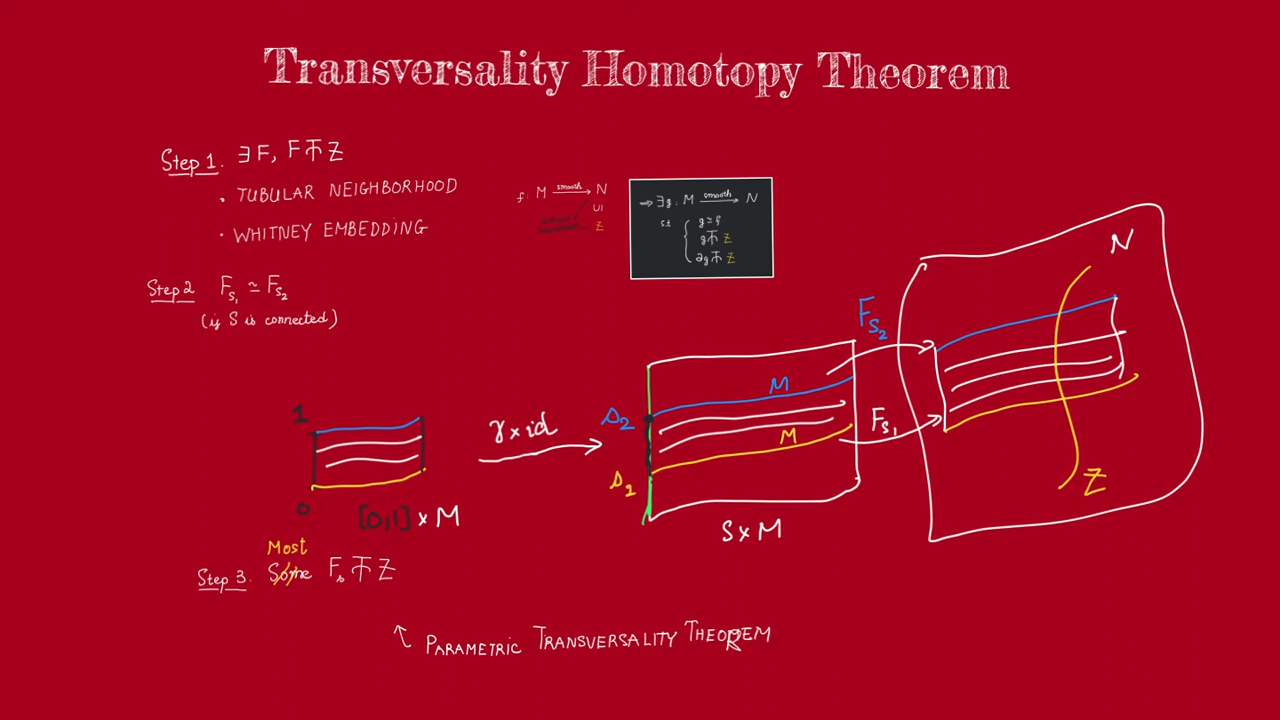 Transversality Homotopy Theorem
Step 1. ∃ F, F ⋔ Z
· TUBULAR NEIGHBORHOOD
· WHITNEY EMBEDDING
f: M smooth→ N
UI
Z
⇒ ∃ g: M smooth→ N
s.t. { g ≃ f
g ⋔ Z
∂g ⋔ Z
Step 2 F_{s_1} ≃ F_{s_2}
(if S is connected)
N
F_{s_2}
M
1
s_2
γ × id
M
F_{s_1}
s_2
Z
0
[0,1] × M
S × M
Most
Step 3. Some F_s ⋔ Z
↖ PARAMETRIC TRANSVERSALITY THEOREM